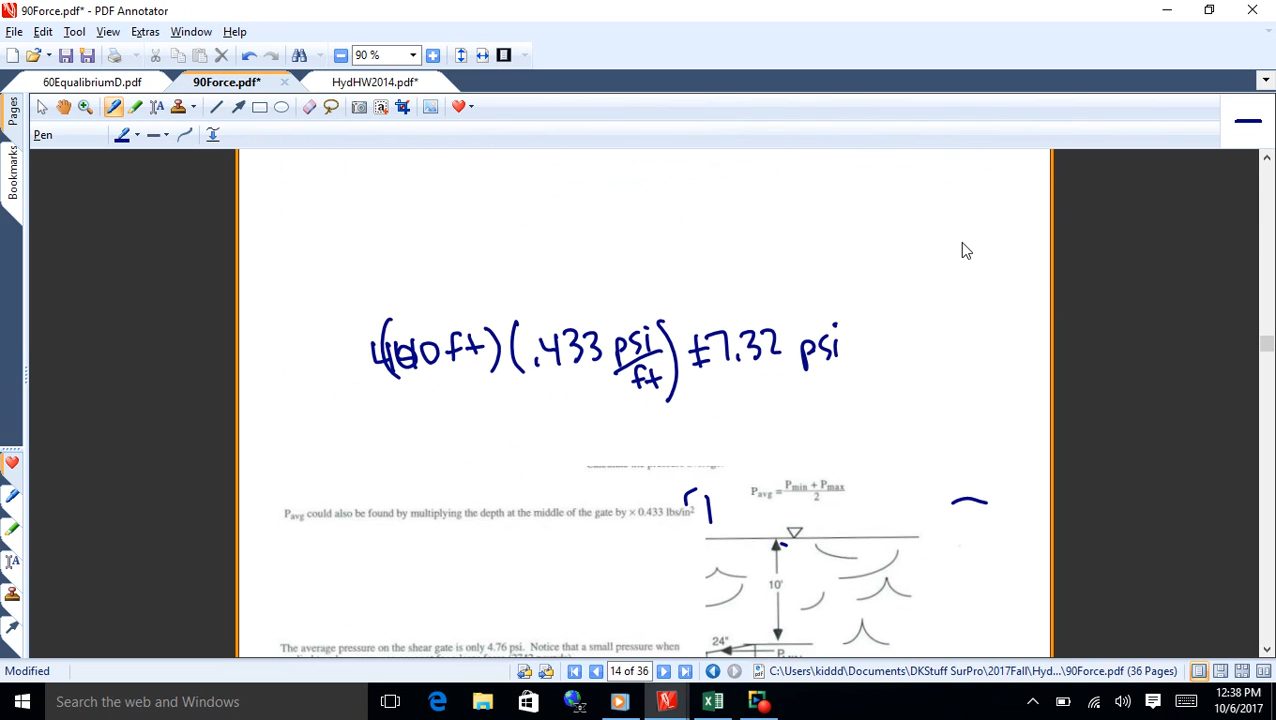 90Force.pdf* - PDF Annotator
File Edit Tool View Extras Window Help
90 %
60EqualibriumD.pdf 90Force.pdf* HydHW2014.pdf*
Pen
Pages
Bookmarks
ft) (.433 psi/ft) 7.32 psi
Pavg = Pmin + Pmax
2
Pavg could also be found by multiplying the depth at the middle of the gate by × 0.433 lbs/in²
10'
The average pressure on the shear gate is only 4.76 psi. Notice that a small pressure when
24"
Modified
14 of 36
C:\Users\kiddd\Documents\DKStuff SurPro\2017Fall\Hyd...\90Force.pdf (36 Pages)
Search the web and Windows
12:38 PM
10/6/2017